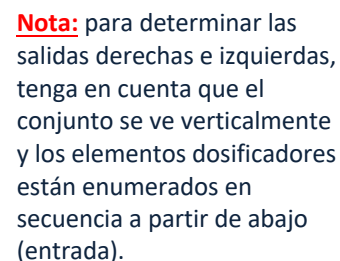 Nota: para determinar las
salidas derechas e izquierdas,
tenga en cuenta que el
conjunto se ve verticalmente
y los elementos dosificadores
están enumerados en
secuencia a partir de abajo
(entrada).